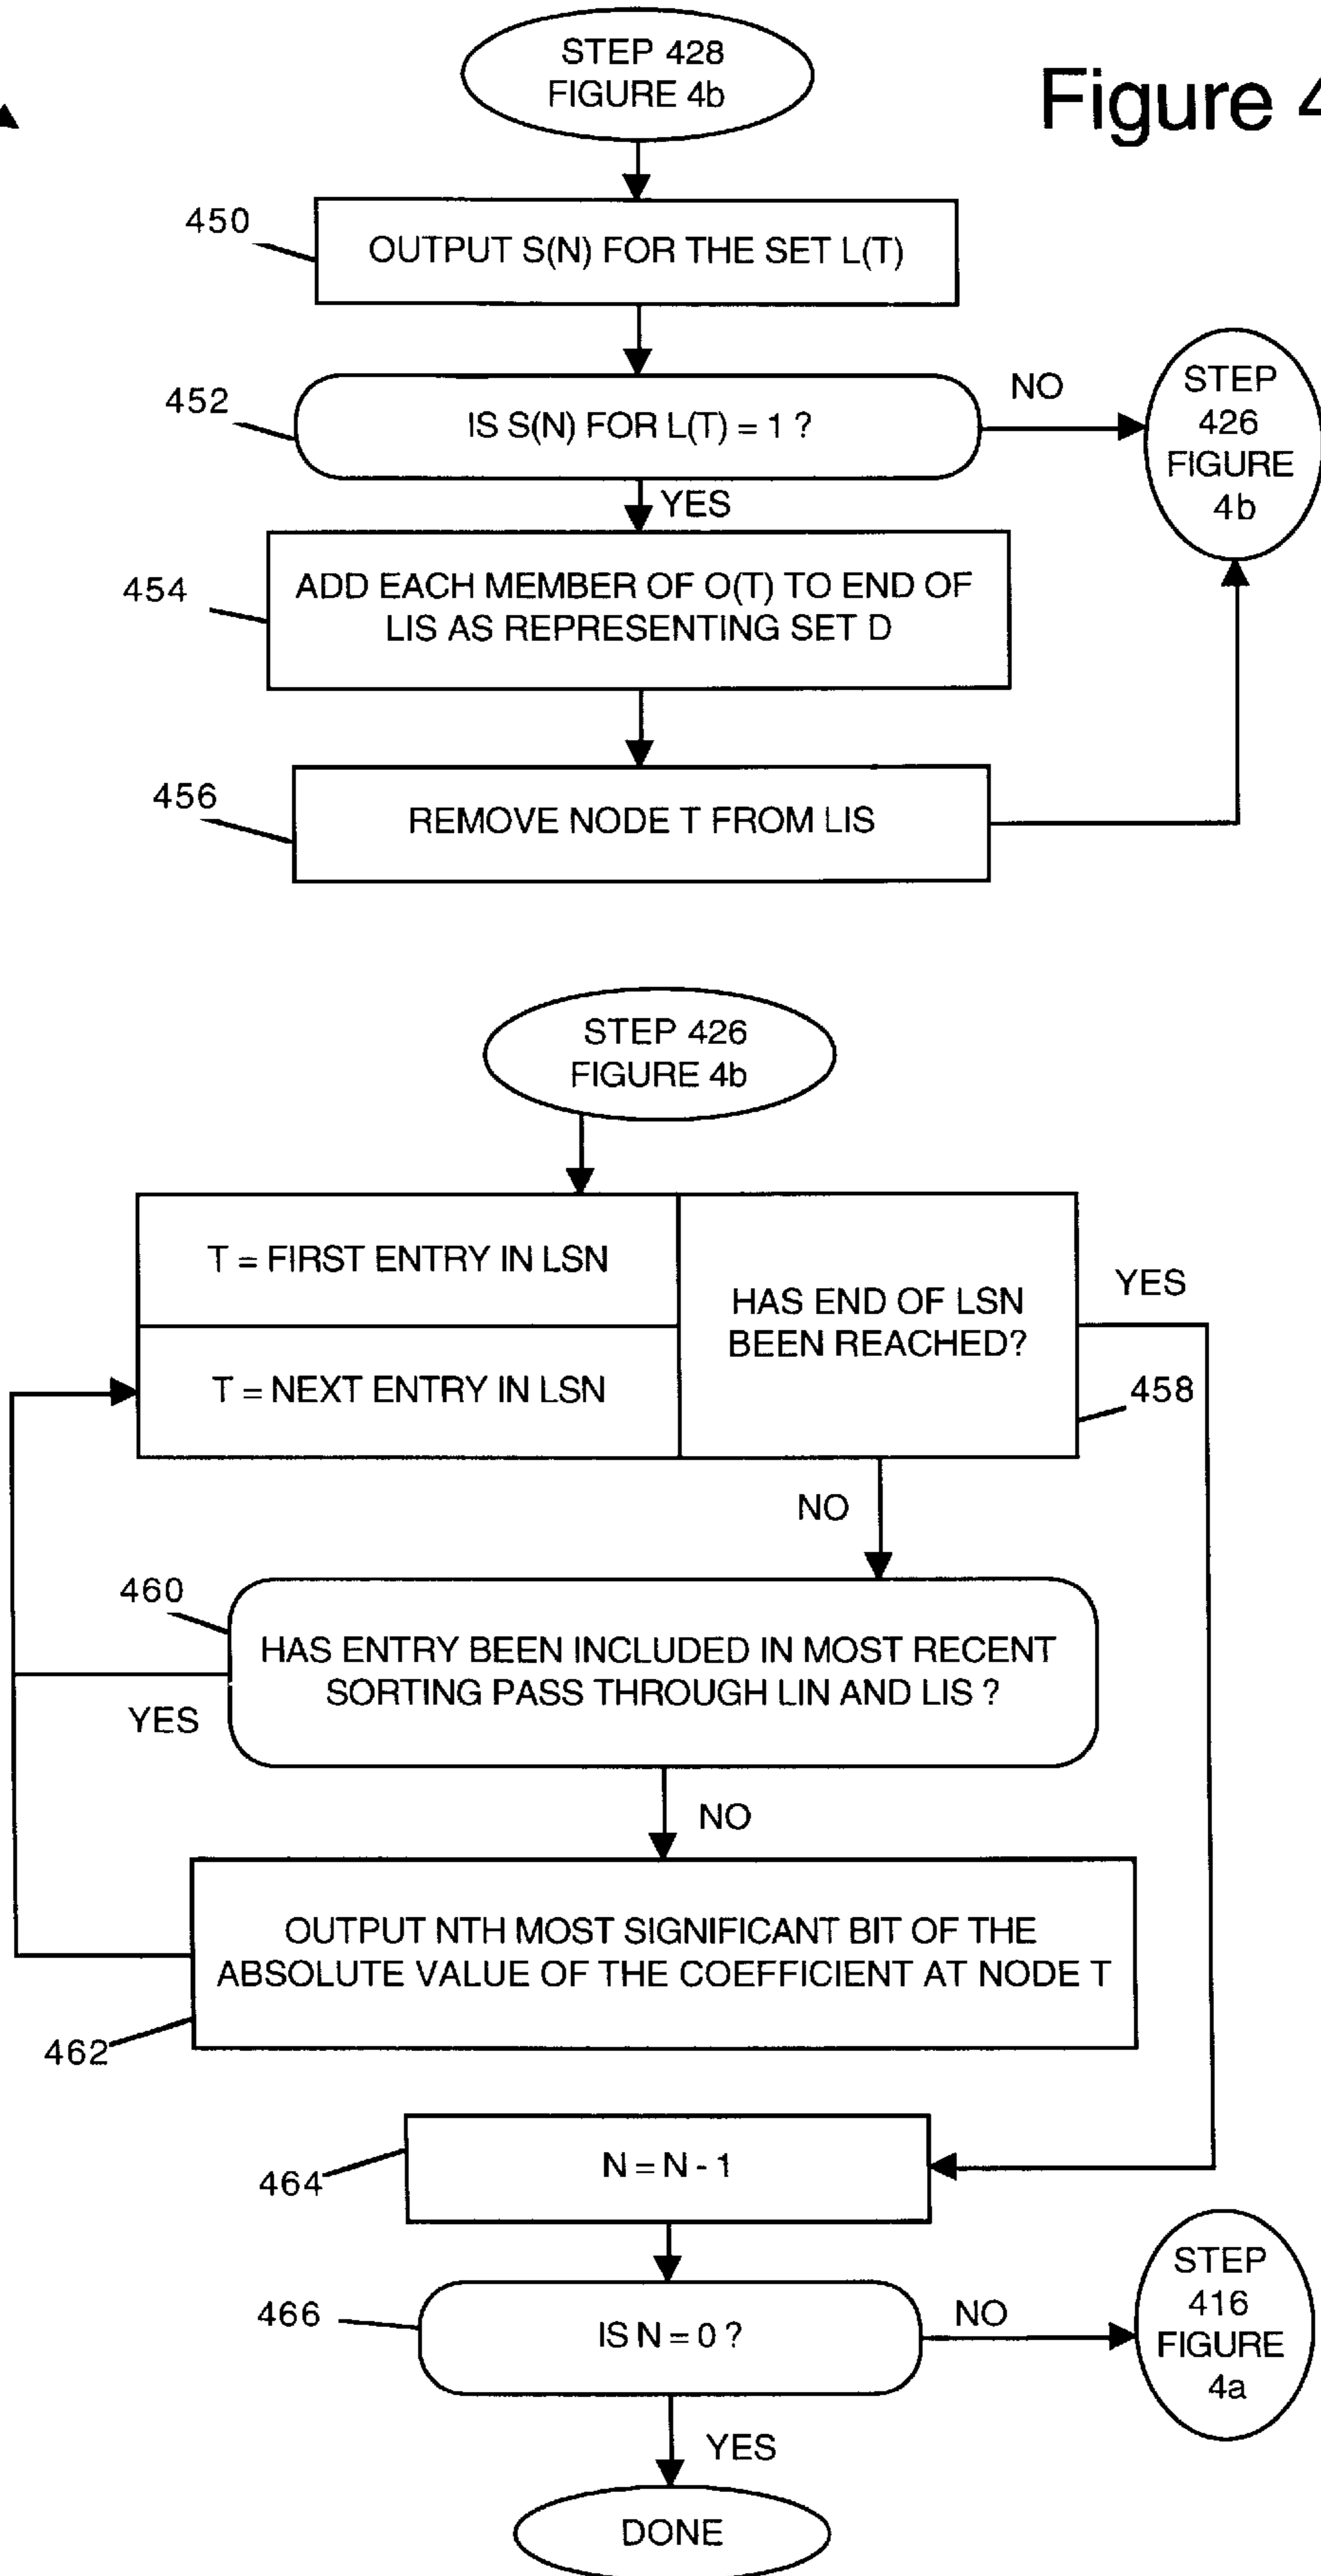 STEP 428
FIGURE 4b
Figure 4
450
OUTPUT S(N) FOR THE SET L(T)
452
IS S(N) FOR L(T) = 1 ?
NO
STEP
426
FIGURE
4b
YES
454
ADD EACH MEMBER OF O(T) TO END OF
LIS AS REPRESENTING SET D
456
REMOVE NODE T FROM LIS
STEP 426
FIGURE 4b
T = FIRST ENTRY IN LSN
T = NEXT ENTRY IN LSN
HAS END OF LSN
BEEN REACHED?
YES
458
NO
460
HAS ENTRY BEEN INCLUDED IN MOST RECENT
SORTING PASS THROUGH LIN AND LIS ?
YES
NO
OUTPUT NTH MOST SIGNIFICANT BIT OF THE
ABSOLUTE VALUE OF THE COEFFICIENT AT NODE T
462
464
N = N - 1
466
IS N = 0 ?
NO
STEP
416
FIGURE
4a
YES
DONE